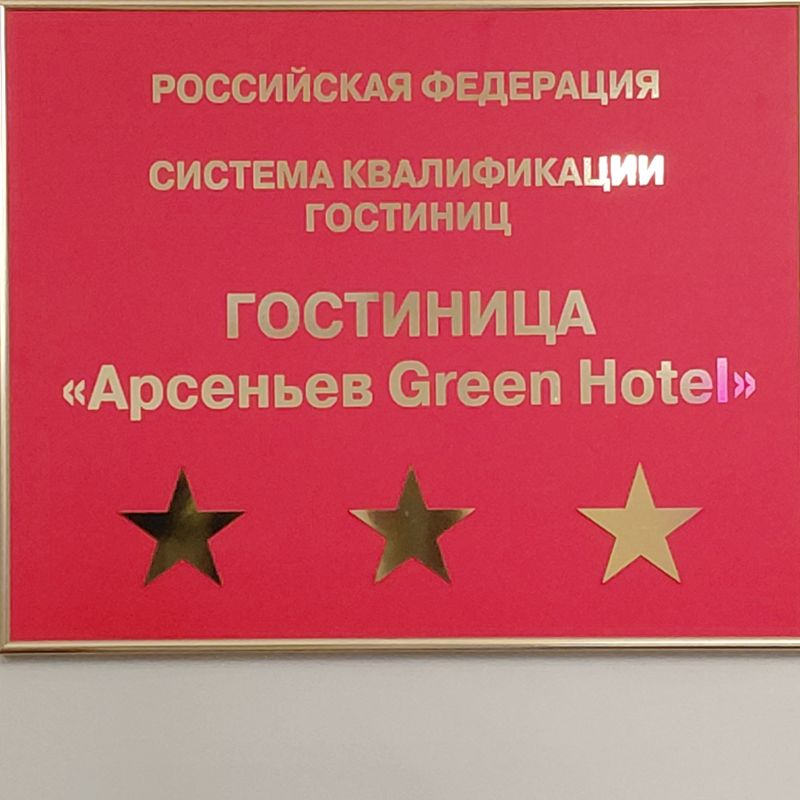 РОССИЙСКАЯ ФЕДЕРАЦИЯ
СИСТЕМА КВАЛИФИКАЦИИ
ГОСТИНИЦ
ГОСТИНИЦА
«Арсеньев Green Hotel»